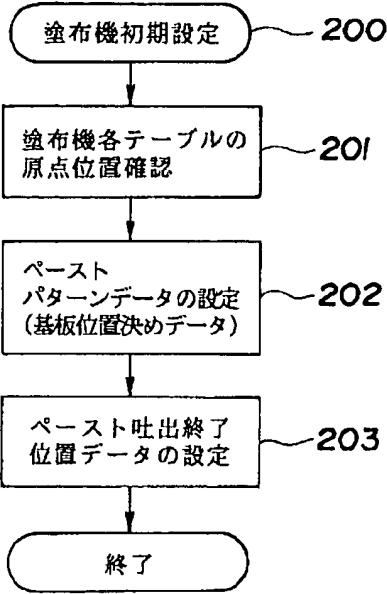 塗布機初期設定
200
塗布機各テーブルの
原点位置確認
201
ペースト
パターンデータの設定
(基板位置決めデータ)
202
ペースト吐出終了
位置データの設定
203
終了